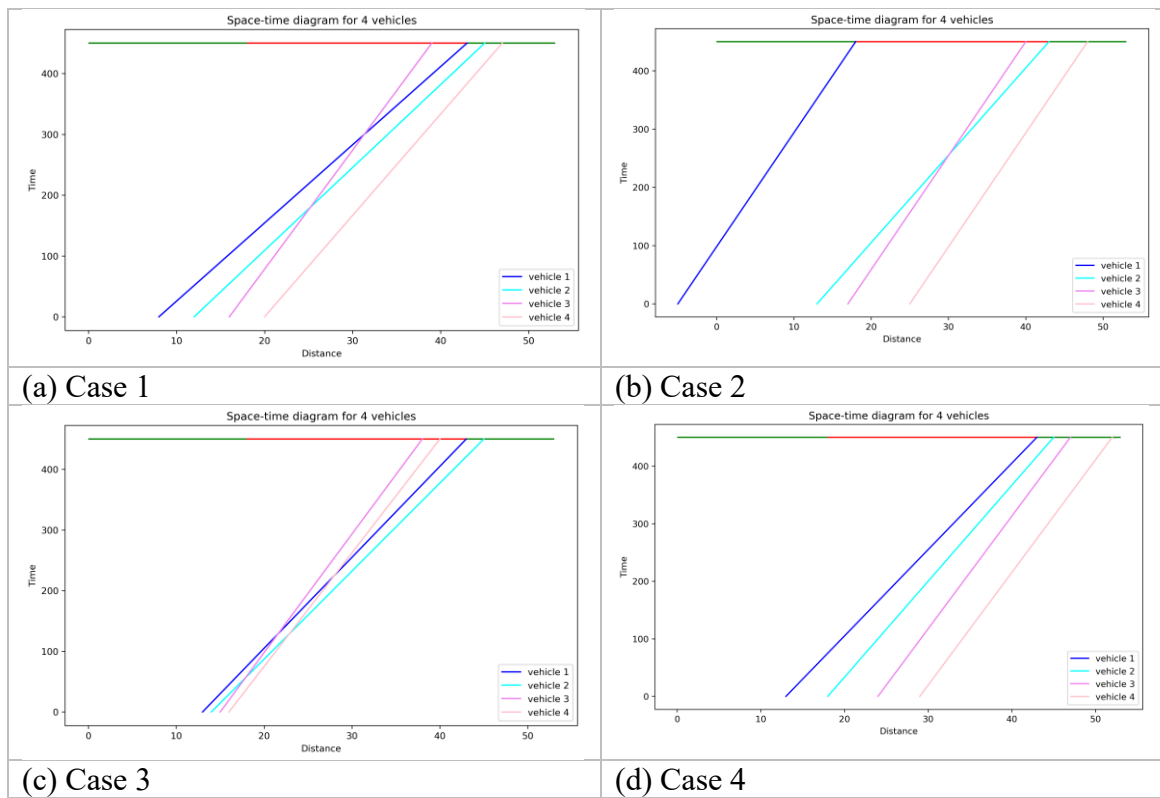 Space-time diagram for 4 vehicles
400
300
200
100
0
Time
0 10 20 30 40 50
Distance
vehicle 1
vehicle 2
vehicle 3
vehicle 4
(a) Case 1
Space-time diagram for 4 vehicles
400
300
200
100
0
Time
0 10 20 30 40 50
Distance
vehicle 1
vehicle 2
vehicle 3
vehicle 4
(b) Case 2
Space-time diagram for 4 vehicles
400
300
200
100
0
Time
0 10 20 30 40 50
Distance
vehicle 1
vehicle 2
vehicle 3
vehicle 4
(c) Case 3
Space-time diagram for 4 vehicles
400
300
200
100
0
Time
0 10 20 30 40 50
Distance
vehicle 1
vehicle 2
vehicle 3
vehicle 4
(d) Case 4